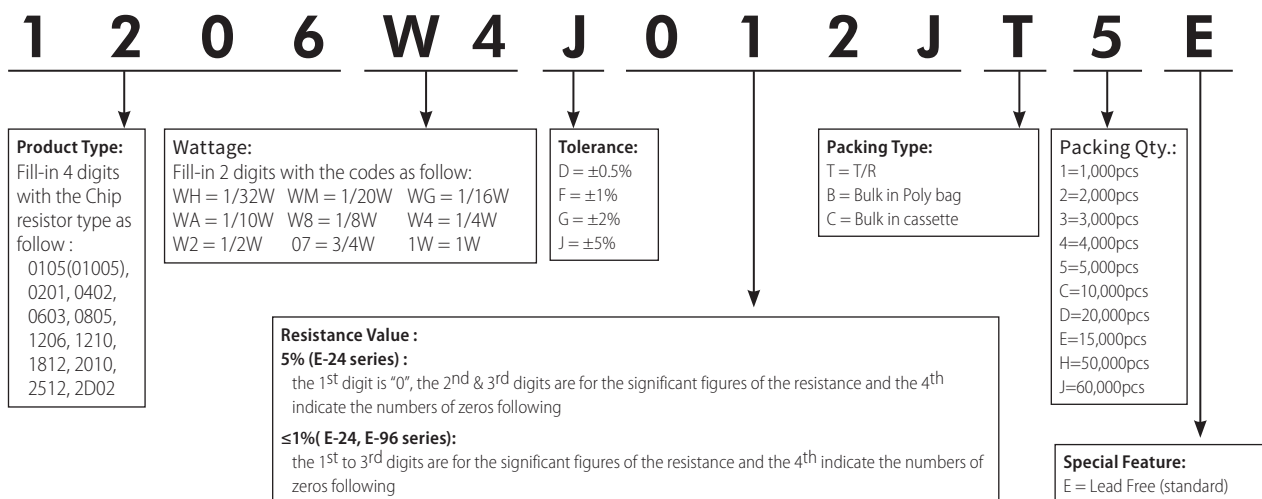 1 2 0 6 W 4 J 0 1 2 J T 5 E
Product Type:
Fill-in 4 digits
with the Chip
resistor type as
follow :
0105(01005),
0201, 0402,
0603, 0805,
1206, 1210,
1812, 2010,
2512, 2D02
Wattage:
Fill-in 2 digits with the codes as follow:
WH = 1/32W WM = 1/20W WG = 1/16W
WA = 1/10W W8 = 1/8W W4 = 1/4W
W2 = 1/2W 07 = 3/4W 1W = 1W
Tolerance:
D = ±0.5%
F = ±1%
G = ±2%
J = ±5%
Resistance Value :
5% (E-24 series) :
the 1st digit is “0”, the 2nd & 3rd digits are for the significant figures of the resistance and the 4th
indicate the numbers of zeros following
≤1%( E-24, E-96 series):
the 1st to 3rd digits are for the significant figures of the resistance and the 4th indicate the numbers of
zeros following
Packing Type:
T = T/R
B = Bulk in Poly bag
C = Bulk in cassette
Packing Qty.:
1=1,000pcs
2=2,000pcs
3=3,000pcs
4=4,000pcs
5=5,000pcs
C=10,000pcs
D=20,000pcs
E=15,000pcs
H=50,000pcs
J=60,000pcs
Special Feature:
E = Lead Free (standard)